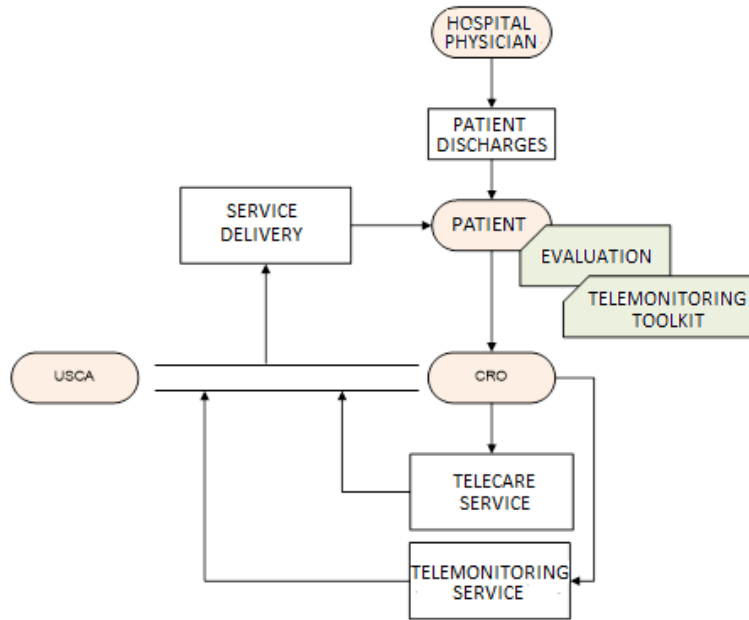 HOSPITAL
PHYSICIAN
PATIENT
DISCHARGES
SERVICE
DELIVERY
PATIENT
EVALUATION
TELEMONITORING
TOOLKIT
USCA
CRO
TELECARE
SERVICE
TELEMONITORING
SERVICE